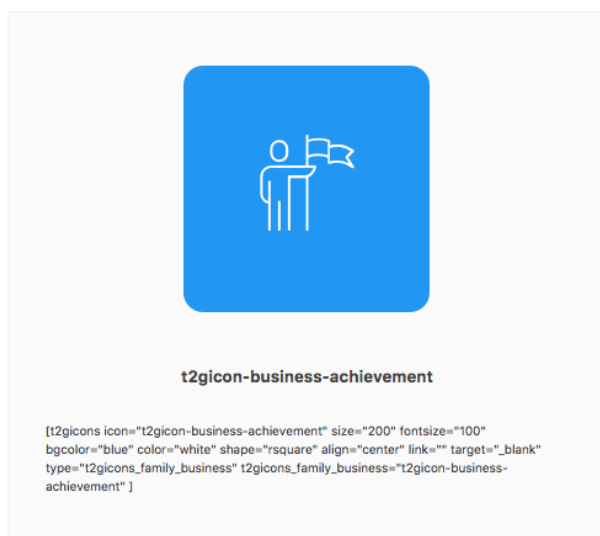 t2gicon-business-achievement
[t2gicons icon="t2gicon-business-achievement" size="200" fontsize="100"
bgcolor="blue" color="white" shape="rsquare" align="center" link="" target="_blank"
type="t2gicons_family_business" t2gicons_family_business="t2gicon-business-
achievement" ]